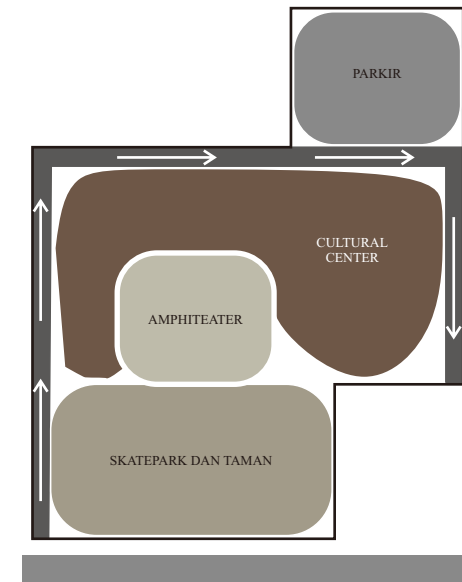 PARKIR
CULTURAL
CENTER
AMPHITEATER
SKATEPARK DAN TAMAN